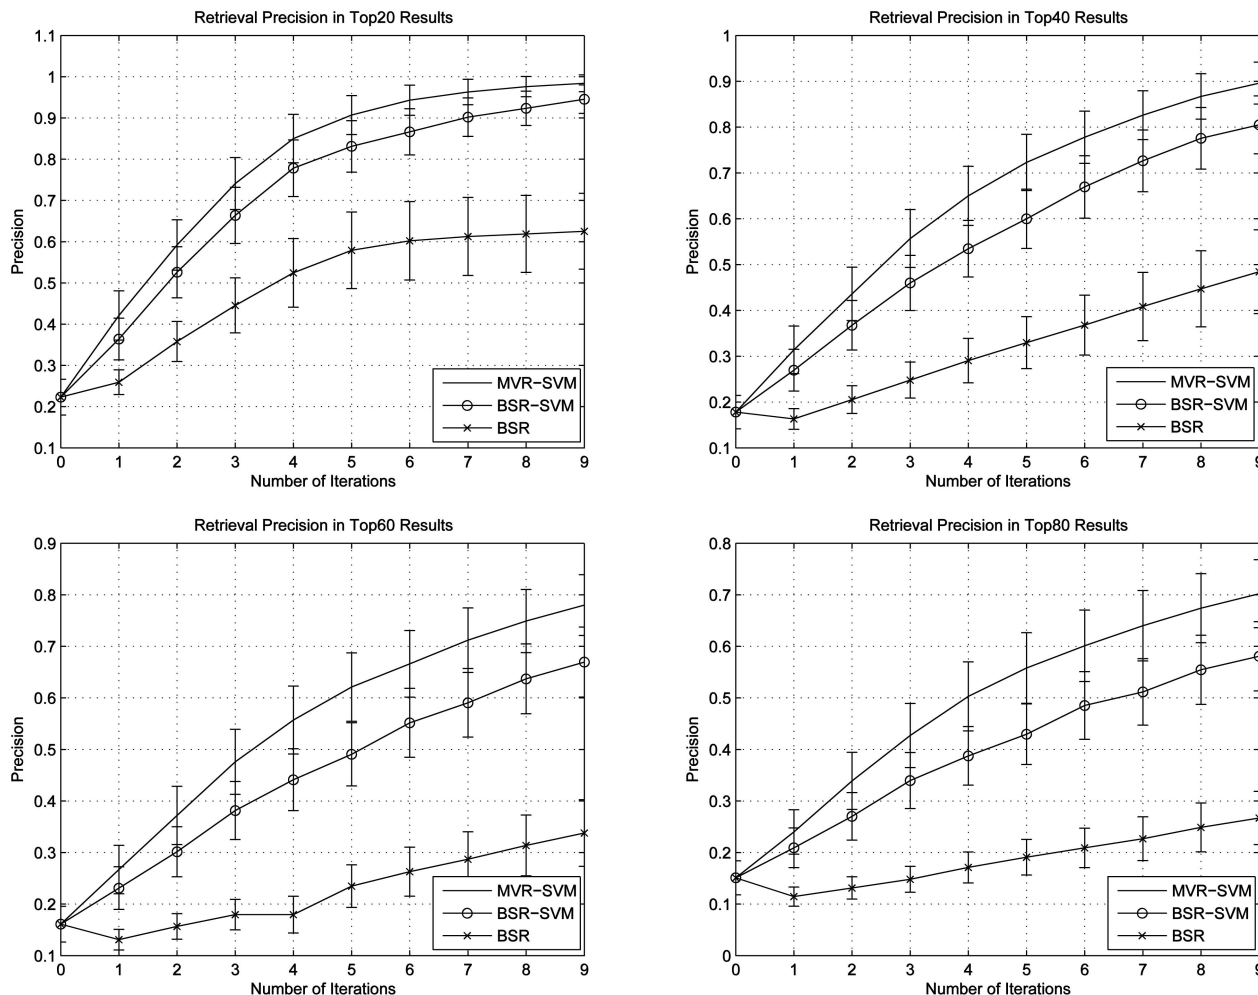 Retrieval Precision in Top20 Results
1.1
1
0.9
0.8
0.7
0.6
0.5
0.4
0.3
0.2
0.1
Precision
MVR-SVM
BSR-SVM
BSR
0 1 2 3 4 5 6 7 8 9
Number of Iterations
Retrieval Precision in Top40 Results
1
0.9
0.8
0.7
0.6
0.5
0.4
0.3
0.2
0.1
Precision
MVR-SVM
BSR-SVM
BSR
0 1 2 3 4 5 6 7 8 9
Number of Iterations
Retrieval Precision in Top60 Results
0.9
0.8
0.7
0.6
0.5
0.4
0.3
0.2
0.1
Precision
MVR-SVM
BSR-SVM
BSR
0 1 2 3 4 5 6 7 8 9
Number of Iterations
Retrieval Precision in Top80 Results
0.8
0.7
0.6
0.5
0.4
0.3
0.2
0.1
0
Precision
MVR-SVM
BSR-SVM
BSR
0 1 2 3 4 5 6 7 8 9
Number of Iterations